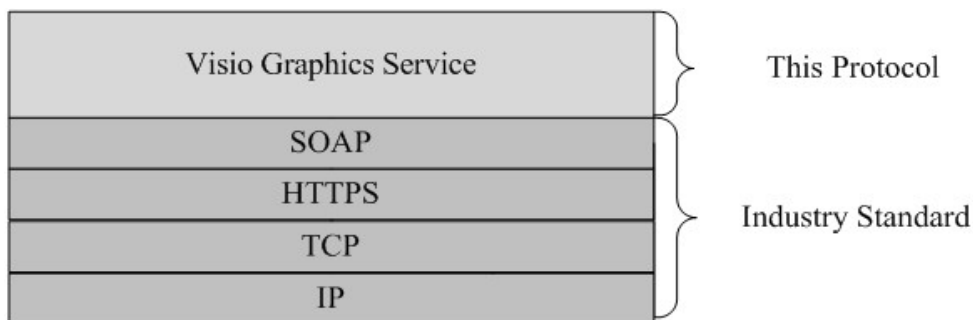 Visio Graphics Service
This Protocol
SOAP
HTTPS
TCP
IP
Industry Standard